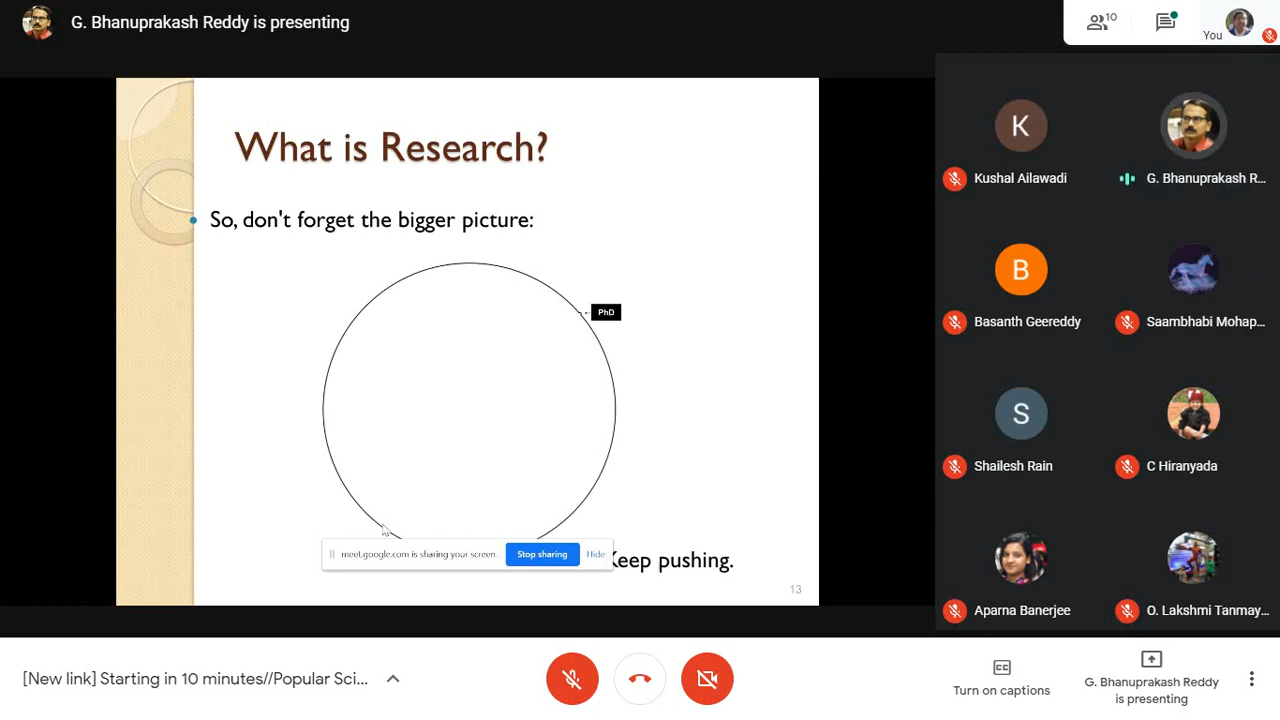 G. Bhanuprakash Reddy is presenting
10
You
What is Research?
So, don't forget the bigger picture:
PhD
meet.google.com is sharing your screen.
Stop sharing
Hide
Keep pushing.
13
K
Kushal Ailawadi
G. Bhanuprakash R...
B
Basanth Geereddy
Saambhabi Mohap...
S
Shailesh Rain
C Hiranyada
Aparna Banerjee
O. Lakshmi Tanmay...
[New link] Starting in 10 minutes//Popular Sci...
CC
Turn on captions
G. Bhanuprakash Reddy
is presenting